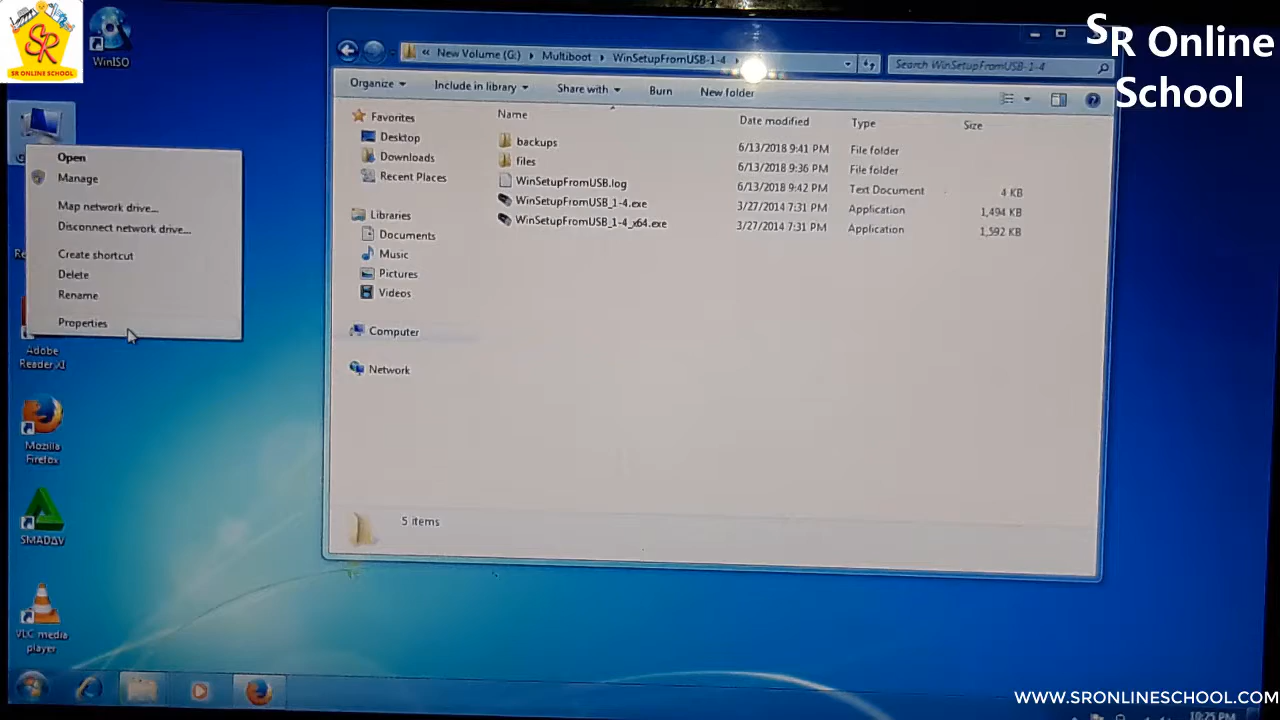 SR
SR ONLINE SCHOOL
WinISO
SR Online
School
New Volume (G:) Multiboot WinSetupFromUSB-1-4
Search WinSetupFromUSB-1-4
Organize Include in library Share with Burn New folder
Name Date modified Type Size
Favorites
Desktop
Downloads
Recent Places
Libraries
Documents
Music
Pictures
Videos
Computer
Network
backups 6/13/2018 9:41 PM File folder
files 6/13/2018 9:36 PM File folder
WinSetupFromUSB.log 6/13/2018 9:42 PM Text Document 4 KB
WinSetupFromUSB_1-4.exe 3/27/2014 7:31 PM Application 1,494 KB
WinSetupFromUSB_1-4_x64.exe 3/27/2014 7:31 PM Application 1,592 KB
5 items
Open
Manage
Map network drive...
Disconnect network drive...
Create shortcut
Delete
Rename
Properties
Adobe
Reader XI
Mozilla
Firefox
SMADAV
VLC media
player
WWW.SRONLINESCHOOL.COM
10:25 PM